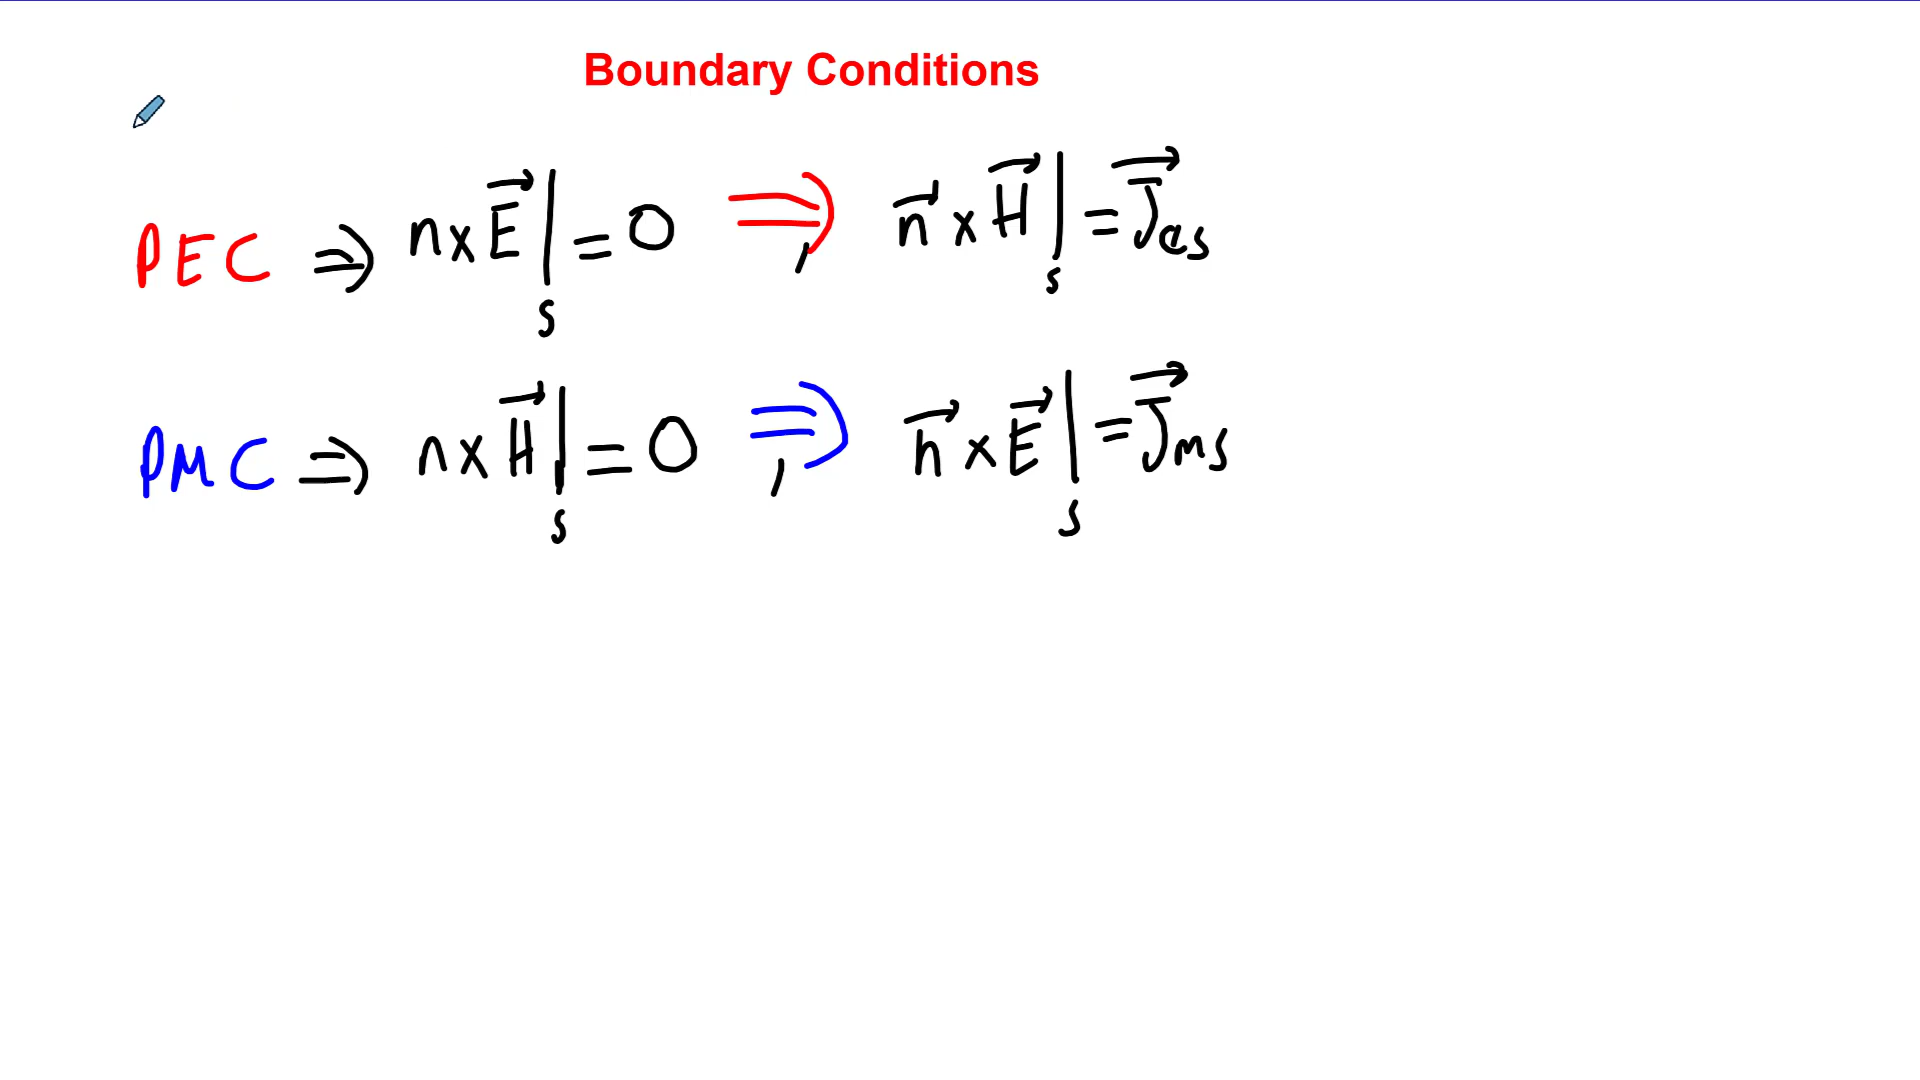 Boundary Conditions
PEC ⇒ n×E⃗|ₛ = 0, ⇒ n⃗×H⃗|ₛ = J⃗es
PMC ⇒ n×H⃗|ₛ = 0, ⇒ n⃗×E⃗|ₛ = J⃗ms